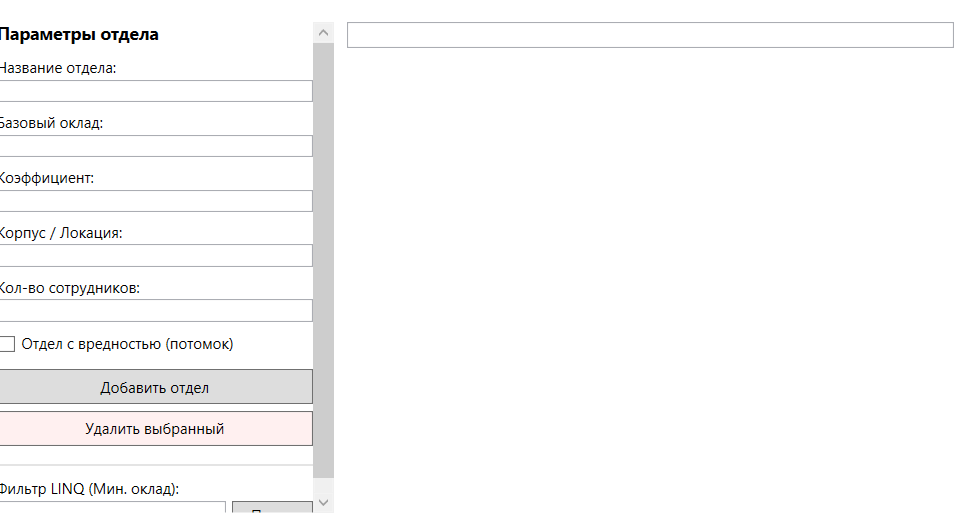 Параметры отдела
Название отдела:
Базовый оклад:
Коэффициент:
Корпус / Локация:
Кол-во сотрудников:
Отдел с вредностью (потомок)
Добавить отдел
Удалить выбранный
Фильтр LINQ (Мин. оклад):